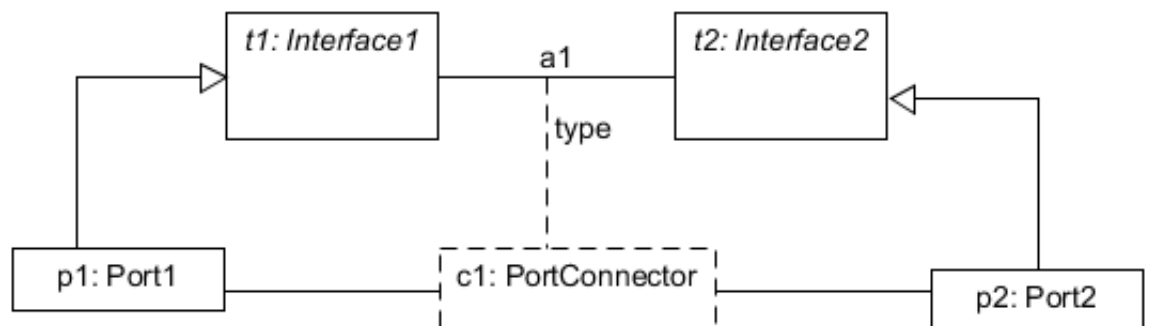 t1: Interface1
a1
t2: Interface2
type
p1: Port1
c1: PortConnector
p2: Port2